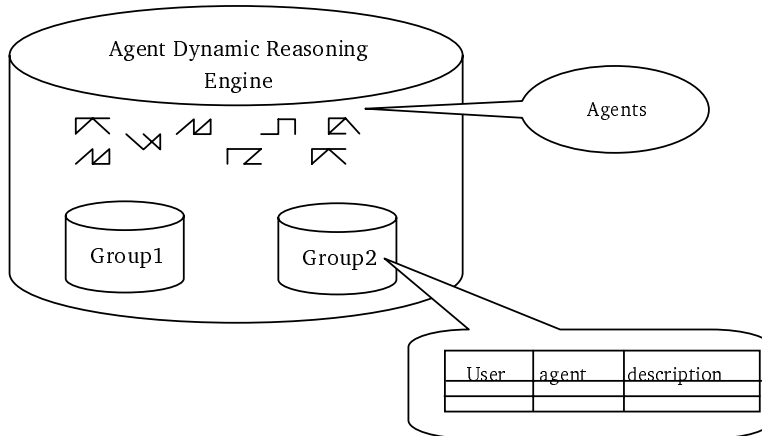 Agent Dynamic Reasoning
Engine
Agents
Group1
Group2
User agent description